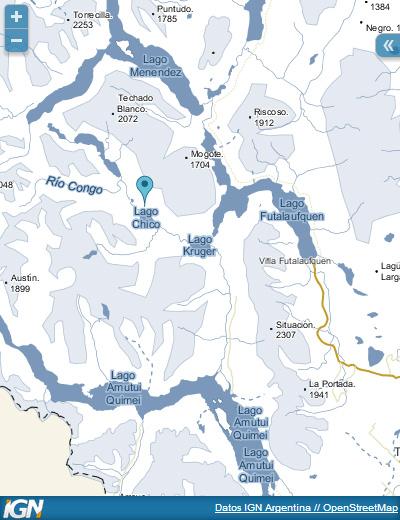 Torrecilla.
2253
Puntudo.
1785
1384
Negro. 1
+
−
«
Lago
Menendez
Techado
Blanco.
2072
Riscoso.
1912
Mogote.
1704
048
Río Congo
Lago
Chico
Lago
Futalaufquen
Lago
Kruger
Villa Futalaufquen
Lagu
Larga
Austin.
1899
Situación.
2307
Lago
Amutui
Quimei
La Portada.
1941
Lago
Amutui
Quimei
Lago
Amutui
Quimei
IGN
Datos IGN Argentina // OpenStreetMap